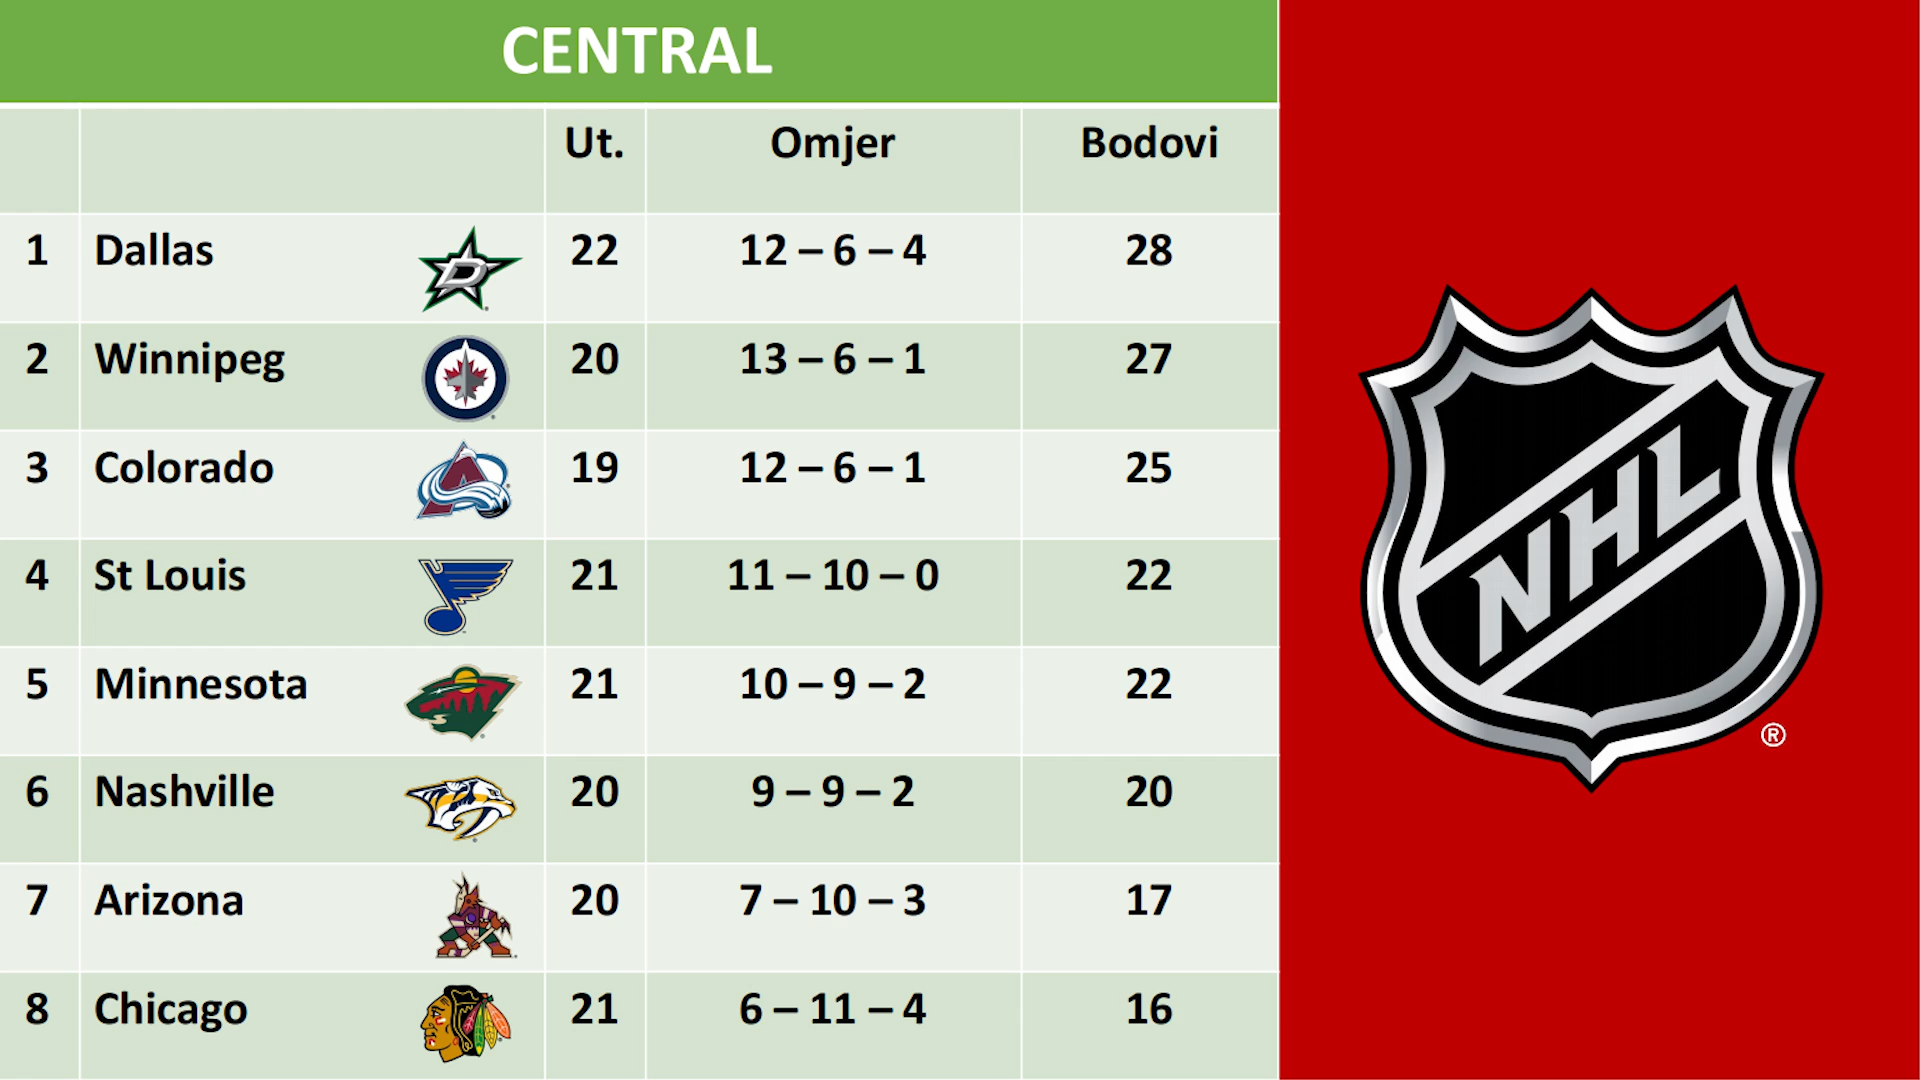 CENTRAL
Ut. Omjer Bodovi
1 Dallas 22 12 – 6 – 4 28
2 Winnipeg 20 13 – 6 – 1 27
3 Colorado 19 12 – 6 – 1 25
4 St Louis 21 11 – 10 – 0 22
5 Minnesota 21 10 – 9 – 2 22
6 Nashville 20 9 – 9 – 2 20
7 Arizona 20 7 – 10 – 3 17
8 Chicago 21 6 – 11 – 4 16
NHL
®